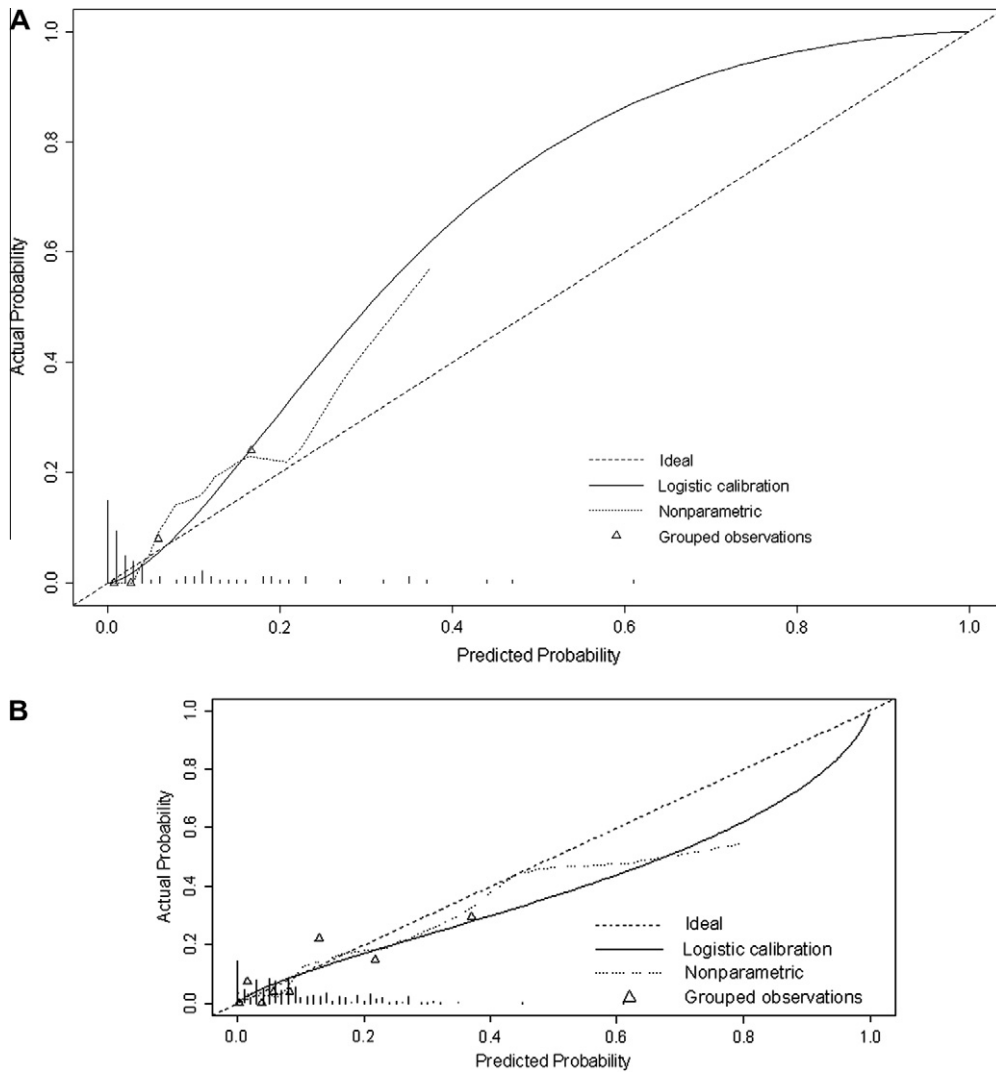 A
1.0
0.8
0.6
0.4
0.2
0.0
Actual Probability
Ideal
Logistic calibration
Nonparametric
Grouped observations
0.0 0.2 0.4 0.6 0.8 1.0
Predicted Probability
B
1.0
0.8
0.6
0.4
0.2
0.0
Actual Probability
Ideal
Logistic calibration
Nonparametric
Grouped observations
0.0 0.2 0.4 0.6 0.8 1.0
Predicted Probability